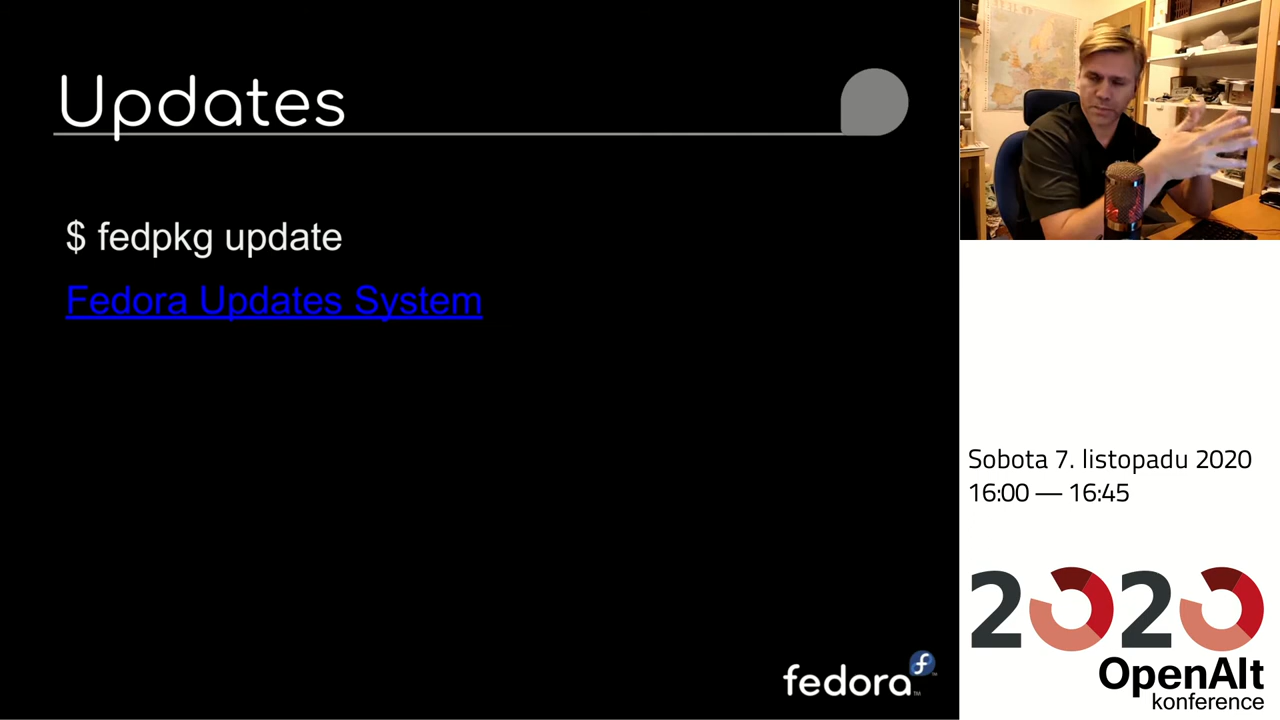 Updates
$ fedpkg update
Fedora Updates System
fedora
Sobota 7. listopadu 2020
16:00 — 16:45
2020
OpenAlt
konference